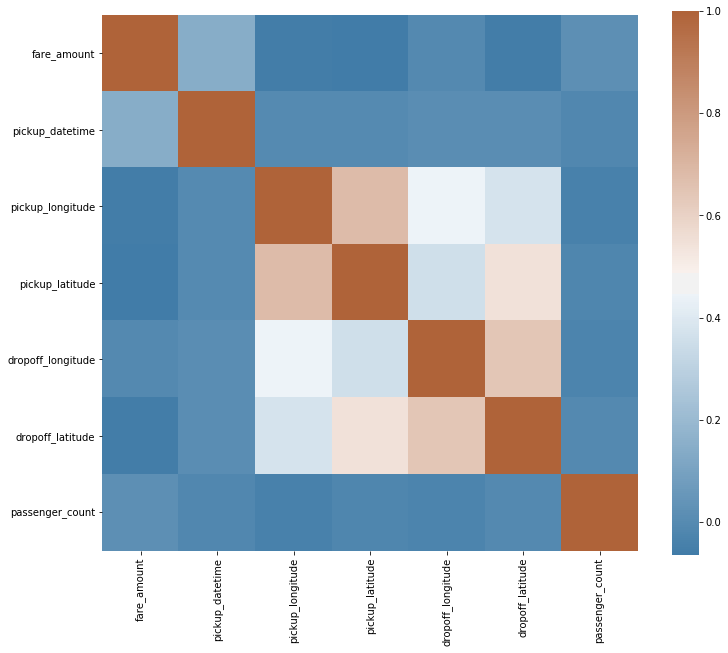 fare_amount
pickup_datetime
pickup_longitude
pickup_latitude
dropoff_longitude
dropoff_latitude
passenger_count
fare_amount
pickup_datetime
pickup_longitude
pickup_latitude
dropoff_longitude
dropoff_latitude
passenger_count
1.0
0.8
0.6
0.4
0.2
0.0